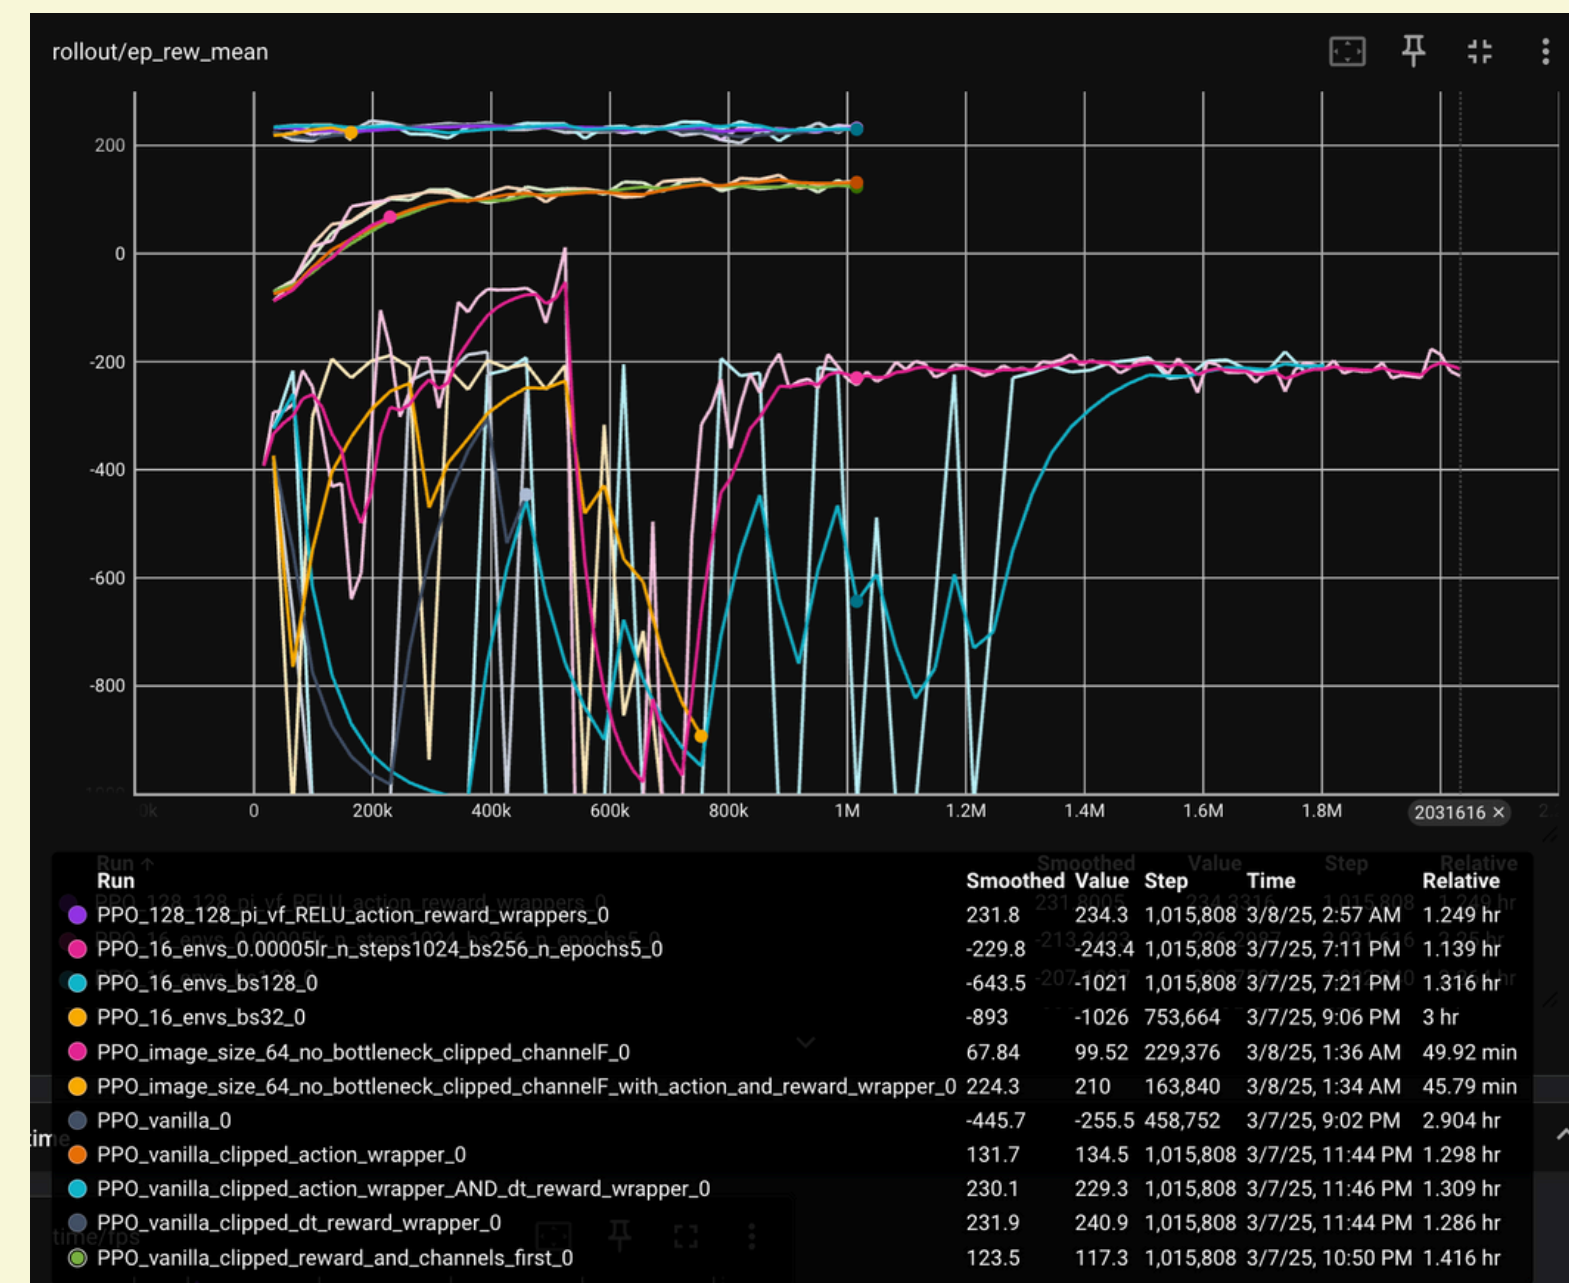 rollout/ep_rew_mean
200
0
-200
-400
-600
-800
-1000
0k 0 200k 400k 600k 800k 1M 1.2M 1.4M 1.6M 1.8M 2031616 × 2
Run ↑ Smoothed Value Step Relative
Run Smoothed Value Step Time Relative
PPO_128_128_pi_vf_RELU_action_reward_wrappers_0 231.8 234.3 1,015,808 3/8/25, 2:57 AM 1.249 hr
PPO_16_envs_0.00005lr_n_steps1024_bs256_n_epochs5_0 -229.8 -243.4 1,015,808 3/7/25, 7:11 PM 1.139 hr
PPO_16_envs_bs128_0 -643.5 -1021 1,015,808 3/7/25, 7:21 PM 1.316 hr
PPO_16_envs_bs32_0 -893 -1026 753,664 3/7/25, 9:06 PM 3 hr
PPO_image_size_64_no_bottleneck_clipped_channelF_0 67.84 99.52 229,376 3/8/25, 1:36 AM 49.92 min
PPO_image_size_64_no_bottleneck_clipped_channelF_with_action_and_reward_wrapper_0 224.3 210 163,840 3/8/25, 1:34 AM 45.79 min
PPO_vanilla_0 -445.7 -255.5 458,752 3/7/25, 9:02 PM 2.904 hr
PPO_vanilla_clipped_action_wrapper_0 131.7 134.5 1,015,808 3/7/25, 11:44 PM 1.298 hr
PPO_vanilla_clipped_action_wrapper_AND_dt_reward_wrapper_0 230.1 229.3 1,015,808 3/7/25, 11:46 PM 1.309 hr
PPO_vanilla_clipped_dt_reward_wrapper_0 231.9 240.9 1,015,808 3/7/25, 11:44 PM 1.286 hr
time/fps
PPO_vanilla_clipped_reward_and_channels_first_0 123.5 117.3 1,015,808 3/7/25, 10:50 PM 1.416 hr